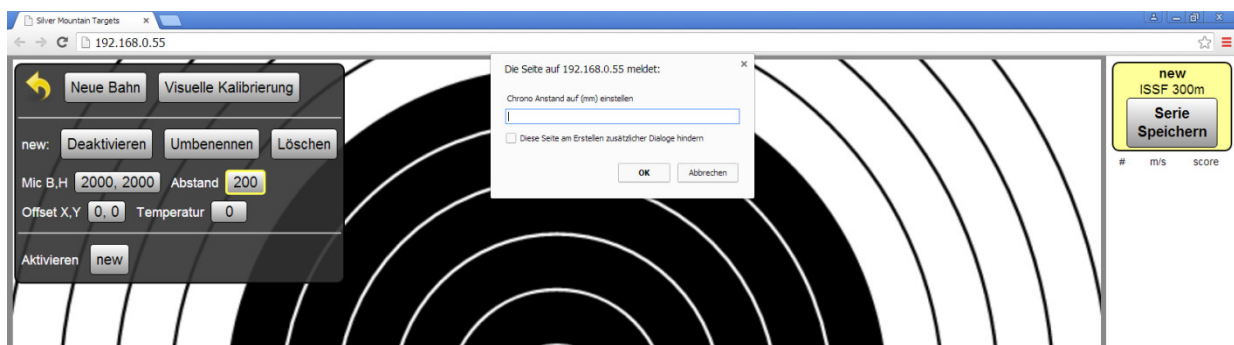 Silver Mountain Targets
192.168.0.55
Neue Bahn Visuelle Kalibrierung
new: Deaktivieren Umbenennen Löschen
Mic B,H 2000, 2000 Abstand 200
Offset X,Y 0, 0 Temperatur 0
Aktivieren new
Die Seite auf 192.168.0.55 meldet:
Chrono Anstand auf (mm) einstellen
Diese Seite am Erstellen zusätzlicher Dialoge hindern
OK Abbrechen
new
ISSF 300m
Serie
Speichern
# m/s score